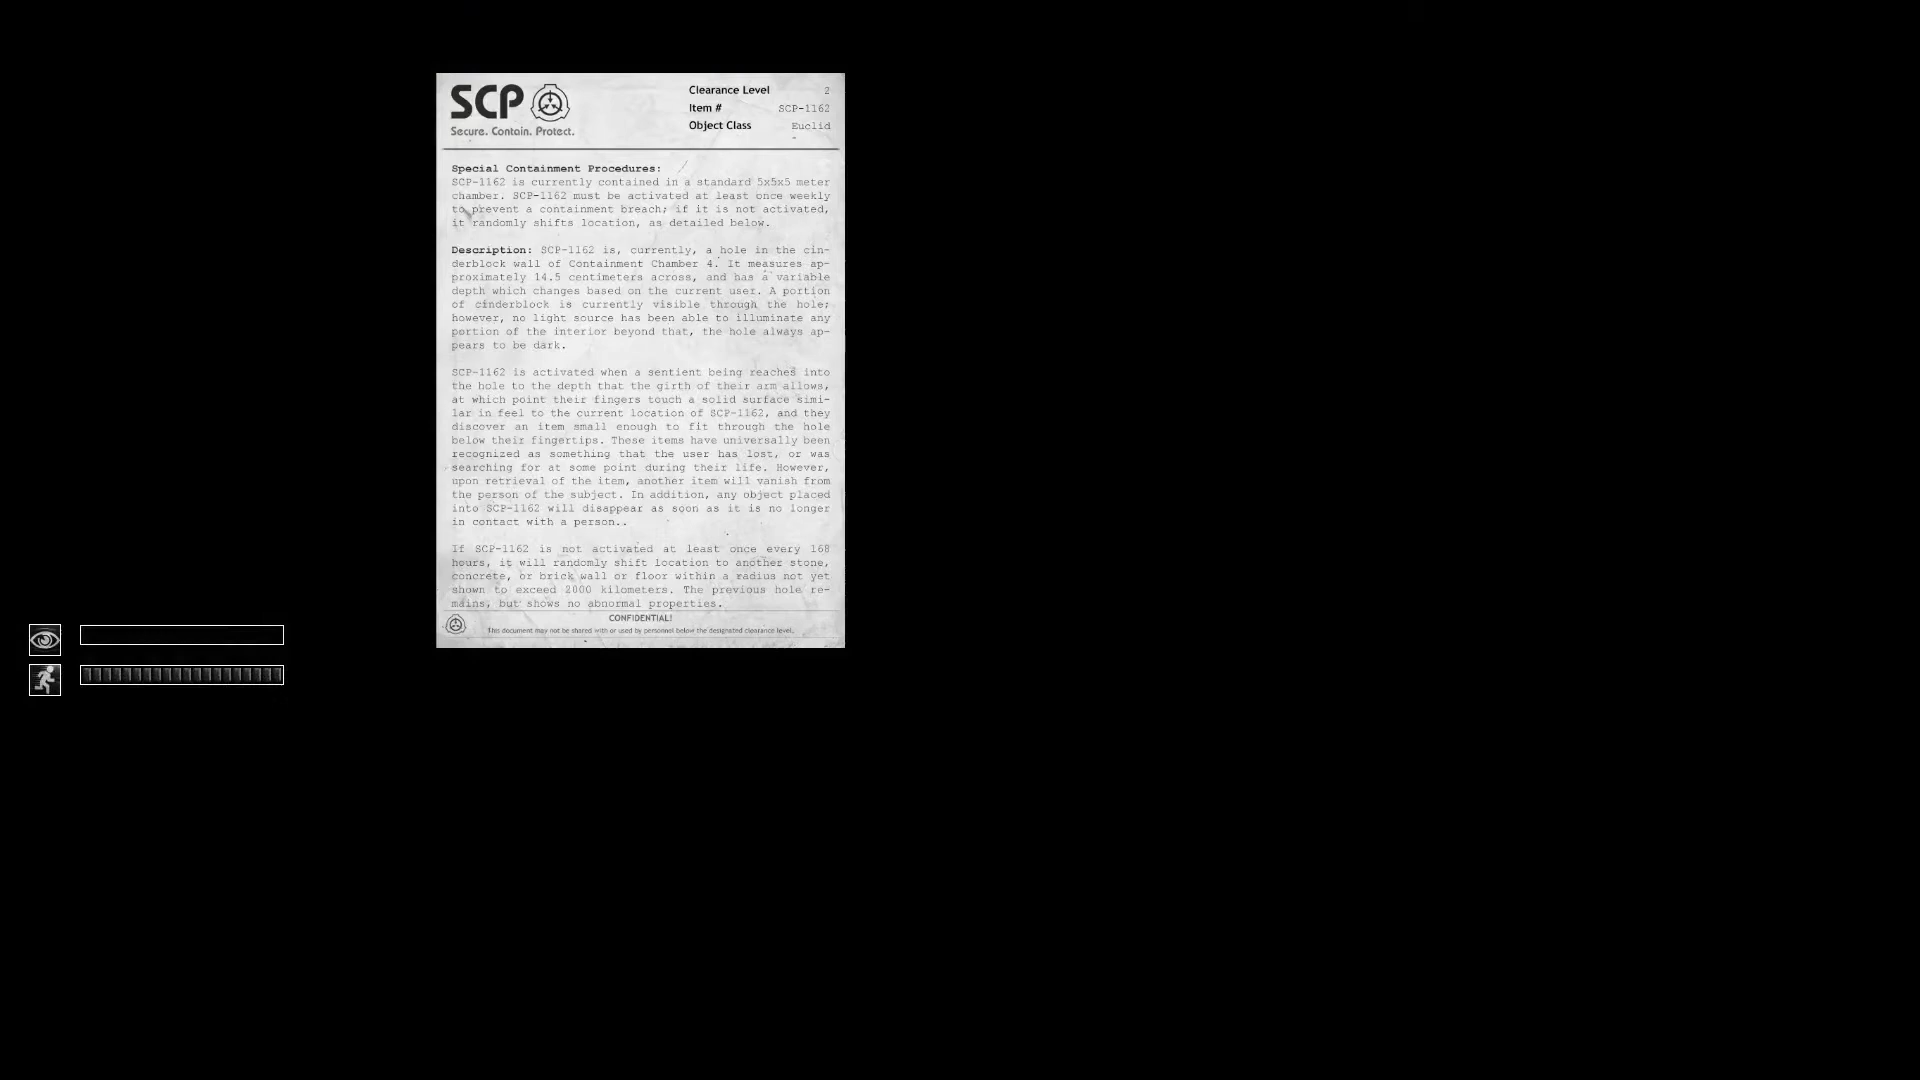 SCP
Secure. Contain. Protect.
Clearance Level 2
Item # SCP-1162
Object Class Euclid
Special Containment Procedures:
SCP-1162 is currently contained in a standard 5x5x5 meter
chamber. SCP-1162 must be activated at least once weekly
to prevent a containment breach; if it is not activated,
it randomly shifts location, as detailed below.
Description: SCP-1162 is, currently, a hole in the cin-
derblock wall of Containment Chamber 4. It measures ap-
proximately 14.5 centimeters across, and has a variable
depth which changes based on the current user. A portion
of cinderblock is currently visible through the hole;
however, no light source has been able to illuminate any
portion of the interior beyond that, the hole always ap-
pears to be dark.
SCP-1162 is activated when a sentient being reaches into
the hole to the depth that the girth of their arm allows,
at which point their fingers touch a solid surface simi-
lar in feel to the current location of SCP-1162, and they
discover an item small enough to fit through the hole
below their fingertips. These items have universally been
recognized as something that the user has lost, or was
searching for at some point during their life. However,
upon retrieval of the item, another item will vanish from
the person of the subject. In addition, any object placed
into SCP-1162 will disappear as soon as it is no longer
in contact with a person..
If SCP-1162 is not activated at least once every 168
hours, it will randomly shift location to another stone,
concrete, or brick wall or floor within a radius not yet
shown to exceed 2000 kilometers. The previous hole re-
mains, but shows no abnormal properties.
CONFIDENTIAL!
This document may not be shared with or used by personnel below the designated clearance level.